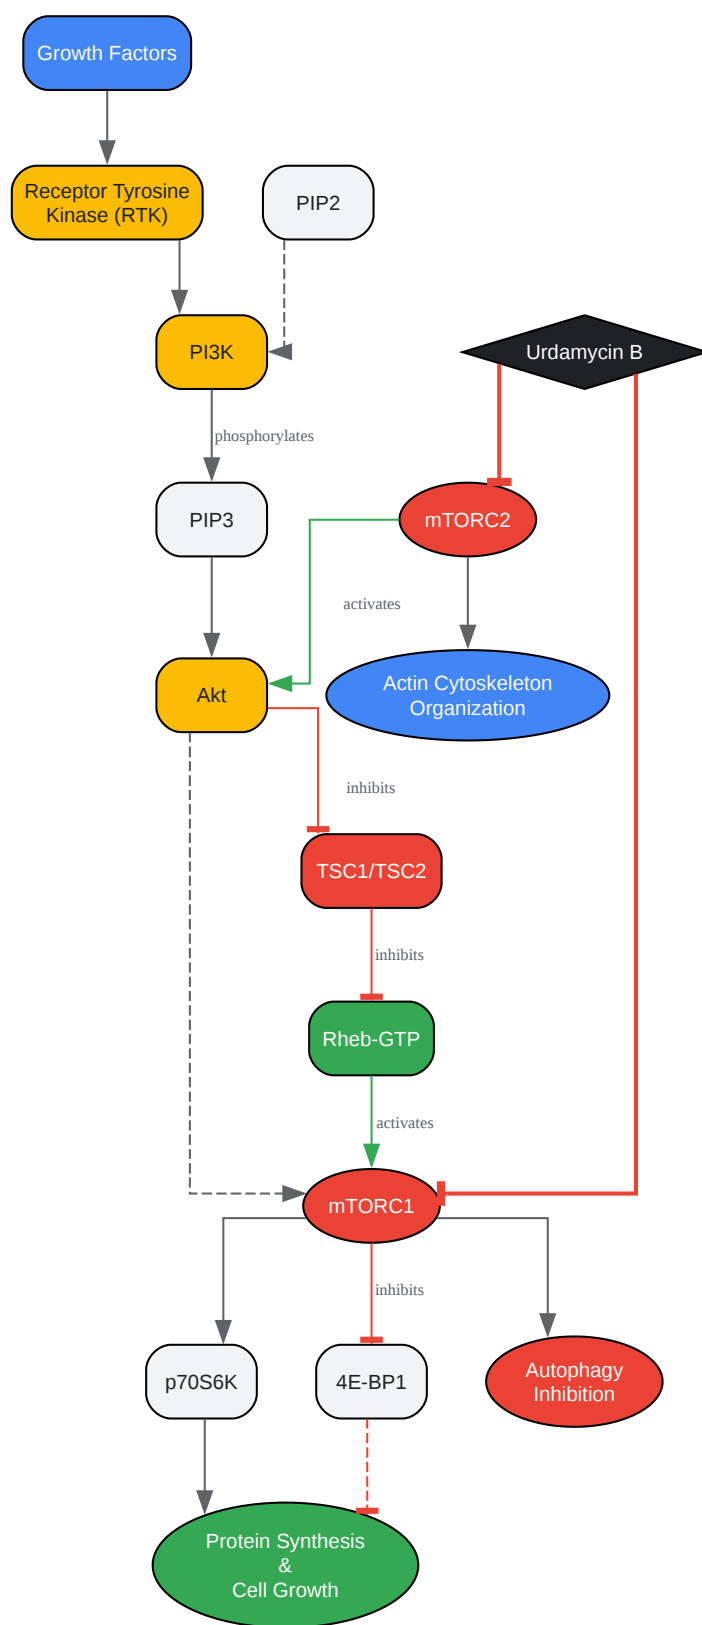 Growth Factors
Receptor Tyrosine
Kinase (RTK)
PIP2
PI3K
Urdamycin B
phosphorylates
PIP3
mTORC2
activates
Akt
Actin Cytoskeleton
Organization
inhibits
TSC1/TSC2
inhibits
Rheb-GTP
activates
mTORC1
inhibits
p70S6K
4E-BP1
Autophagy
Inhibition
Protein Synthesis
&
Cell Growth